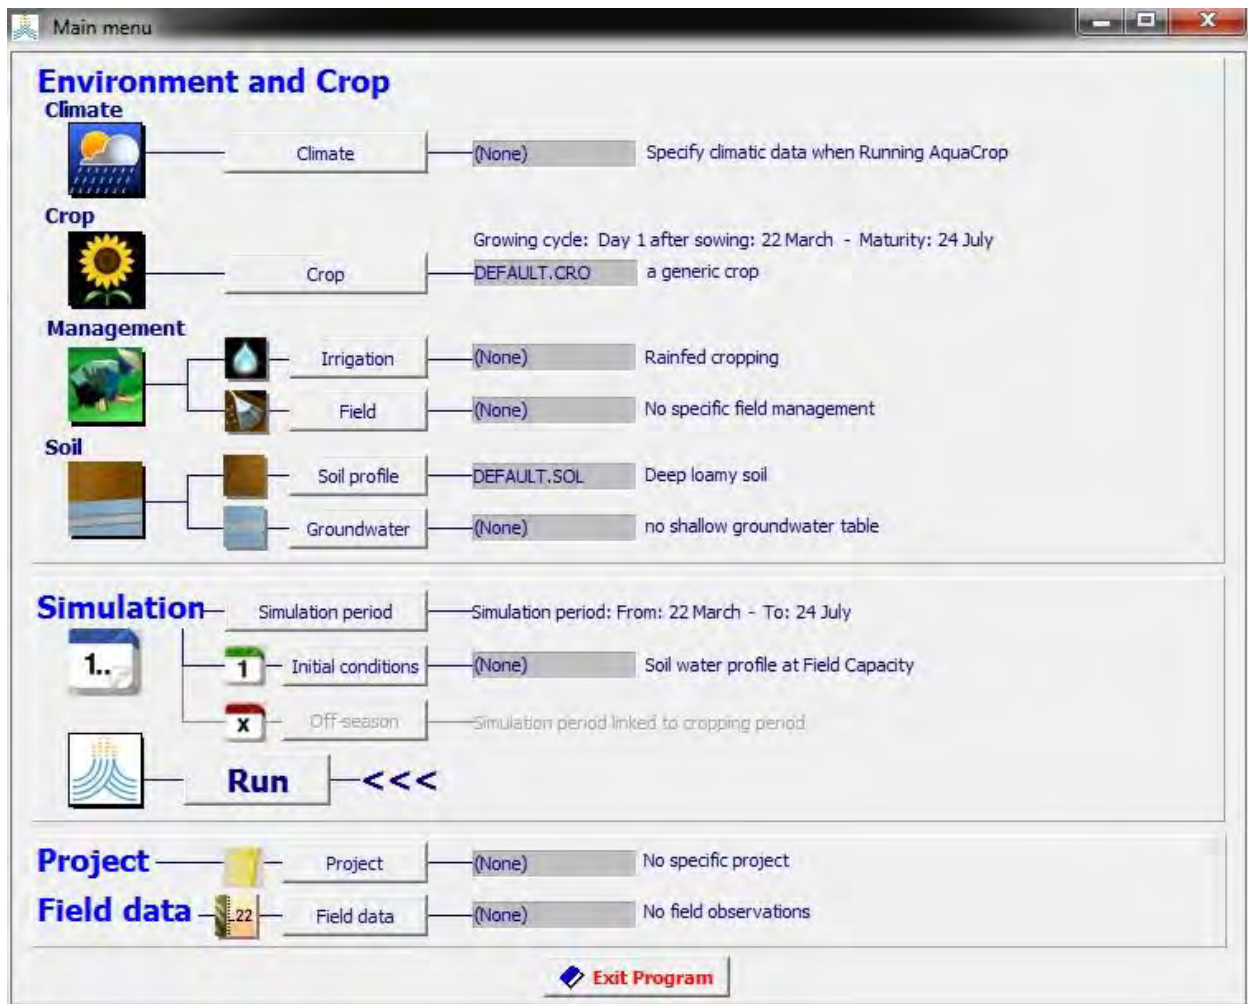 Main menu
Environment and Crop
Climate
Climate (None) Specify climatic data when Running AquaCrop
Crop
Growing cycle: Day 1 after sowing: 22 March - Maturity: 24 July
Crop DEFAULT.CRO a generic crop
Management
Irrigation (None) Rainfed cropping
Field (None) No specific field management
Soil
Soil profile DEFAULT.SOL Deep loamy soil
Groundwater (None) no shallow groundwater table
Simulation Simulation period Simulation period: From: 22 March - To: 24 July
1.. 1 Initial conditions (None) Soil water profile at Field Capacity
X Off-season Simulation period linked to cropping period
Run <<<
Project Project (None) No specific project
Field data ..22 Field data (None) No field observations
Exit Program